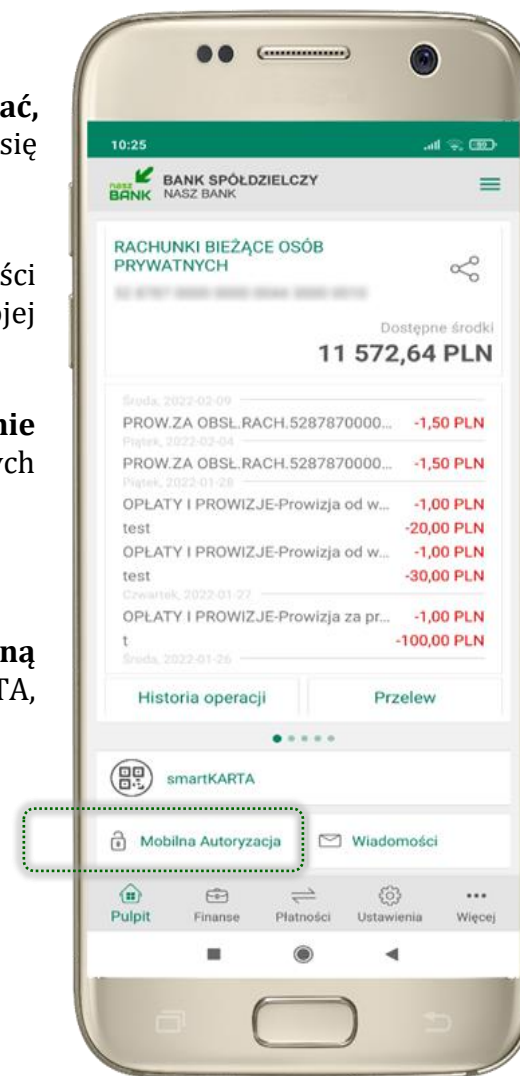 ać,
się
ści
jej
nie
ych
ną
TA,
10:25
nasz BANK
BANK SPÓŁDZIELCZY
NASZ BANK
RACHUNKI BIEŻĄCE OSÓB
PRYWATNYCH
Dostępne środki
11 572,64 PLN
Środa, 2022-02-09
PROW.ZA OBSŁ.RACH.5287870000... -1,50 PLN
Piątek, 2022-02-04
PROW.ZA OBSŁ.RACH.5287870000... -1,50 PLN
Piątek, 2022-01-28
OPŁATY I PROWIZJE-Prowizja od w... -1,00 PLN
test -20,00 PLN
OPŁATY I PROWIZJE-Prowizja od w... -1,00 PLN
test -30,00 PLN
Czwartek, 2022-01-27
OPŁATY I PROWIZJE-Prowizja za pr... -1,00 PLN
t -100,00 PLN
Środa, 2022-01-26
Historia operacji Przelew
smartKARTA
Mobilna Autoryzacja Wiadomości
Pulpit Finanse Płatności Ustawienia Więcej